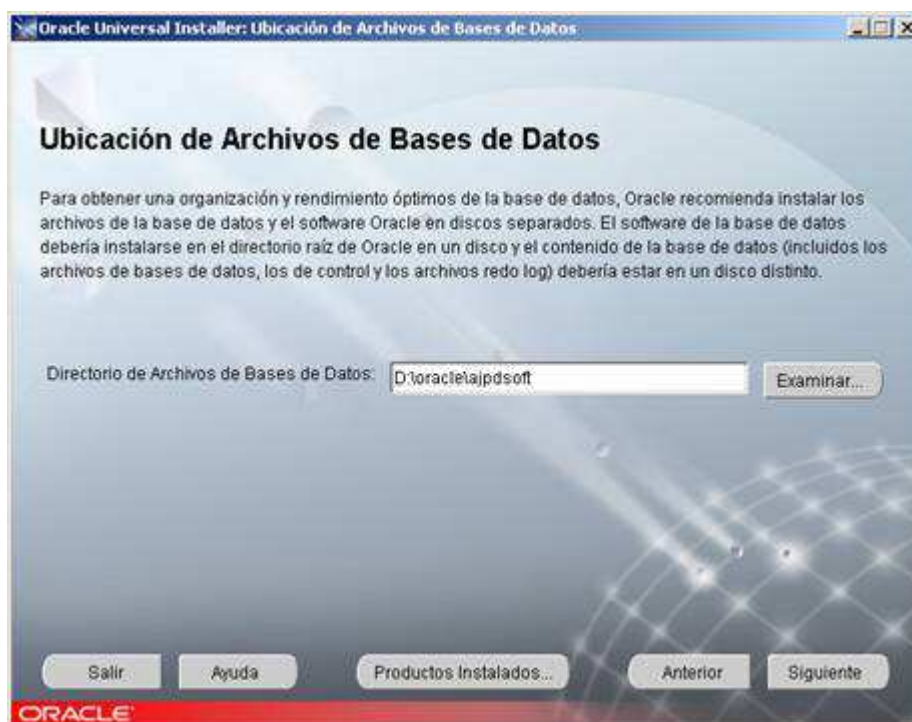 Oracle Universal Installer: Ubicación de Archivos de Bases de Datos
Ubicación de Archivos de Bases de Datos
Para obtener una organización y rendimiento óptimos de la base de datos, Oracle recomienda instalar los
archivos de la base de datos y el software Oracle en discos separados. El software de la base de datos
debería instalarse en el directorio raíz de Oracle en un disco y el contenido de la base de datos (incluidos los
archivos de bases de datos, los de control y los archivos redo log) debería estar en un disco distinto.
Directorio de Archivos de Bases de Datos: D:\oracle\ajpdsoft Examinar...
Salir Ayuda Productos Instalados... Anterior Siguiente
ORACLE